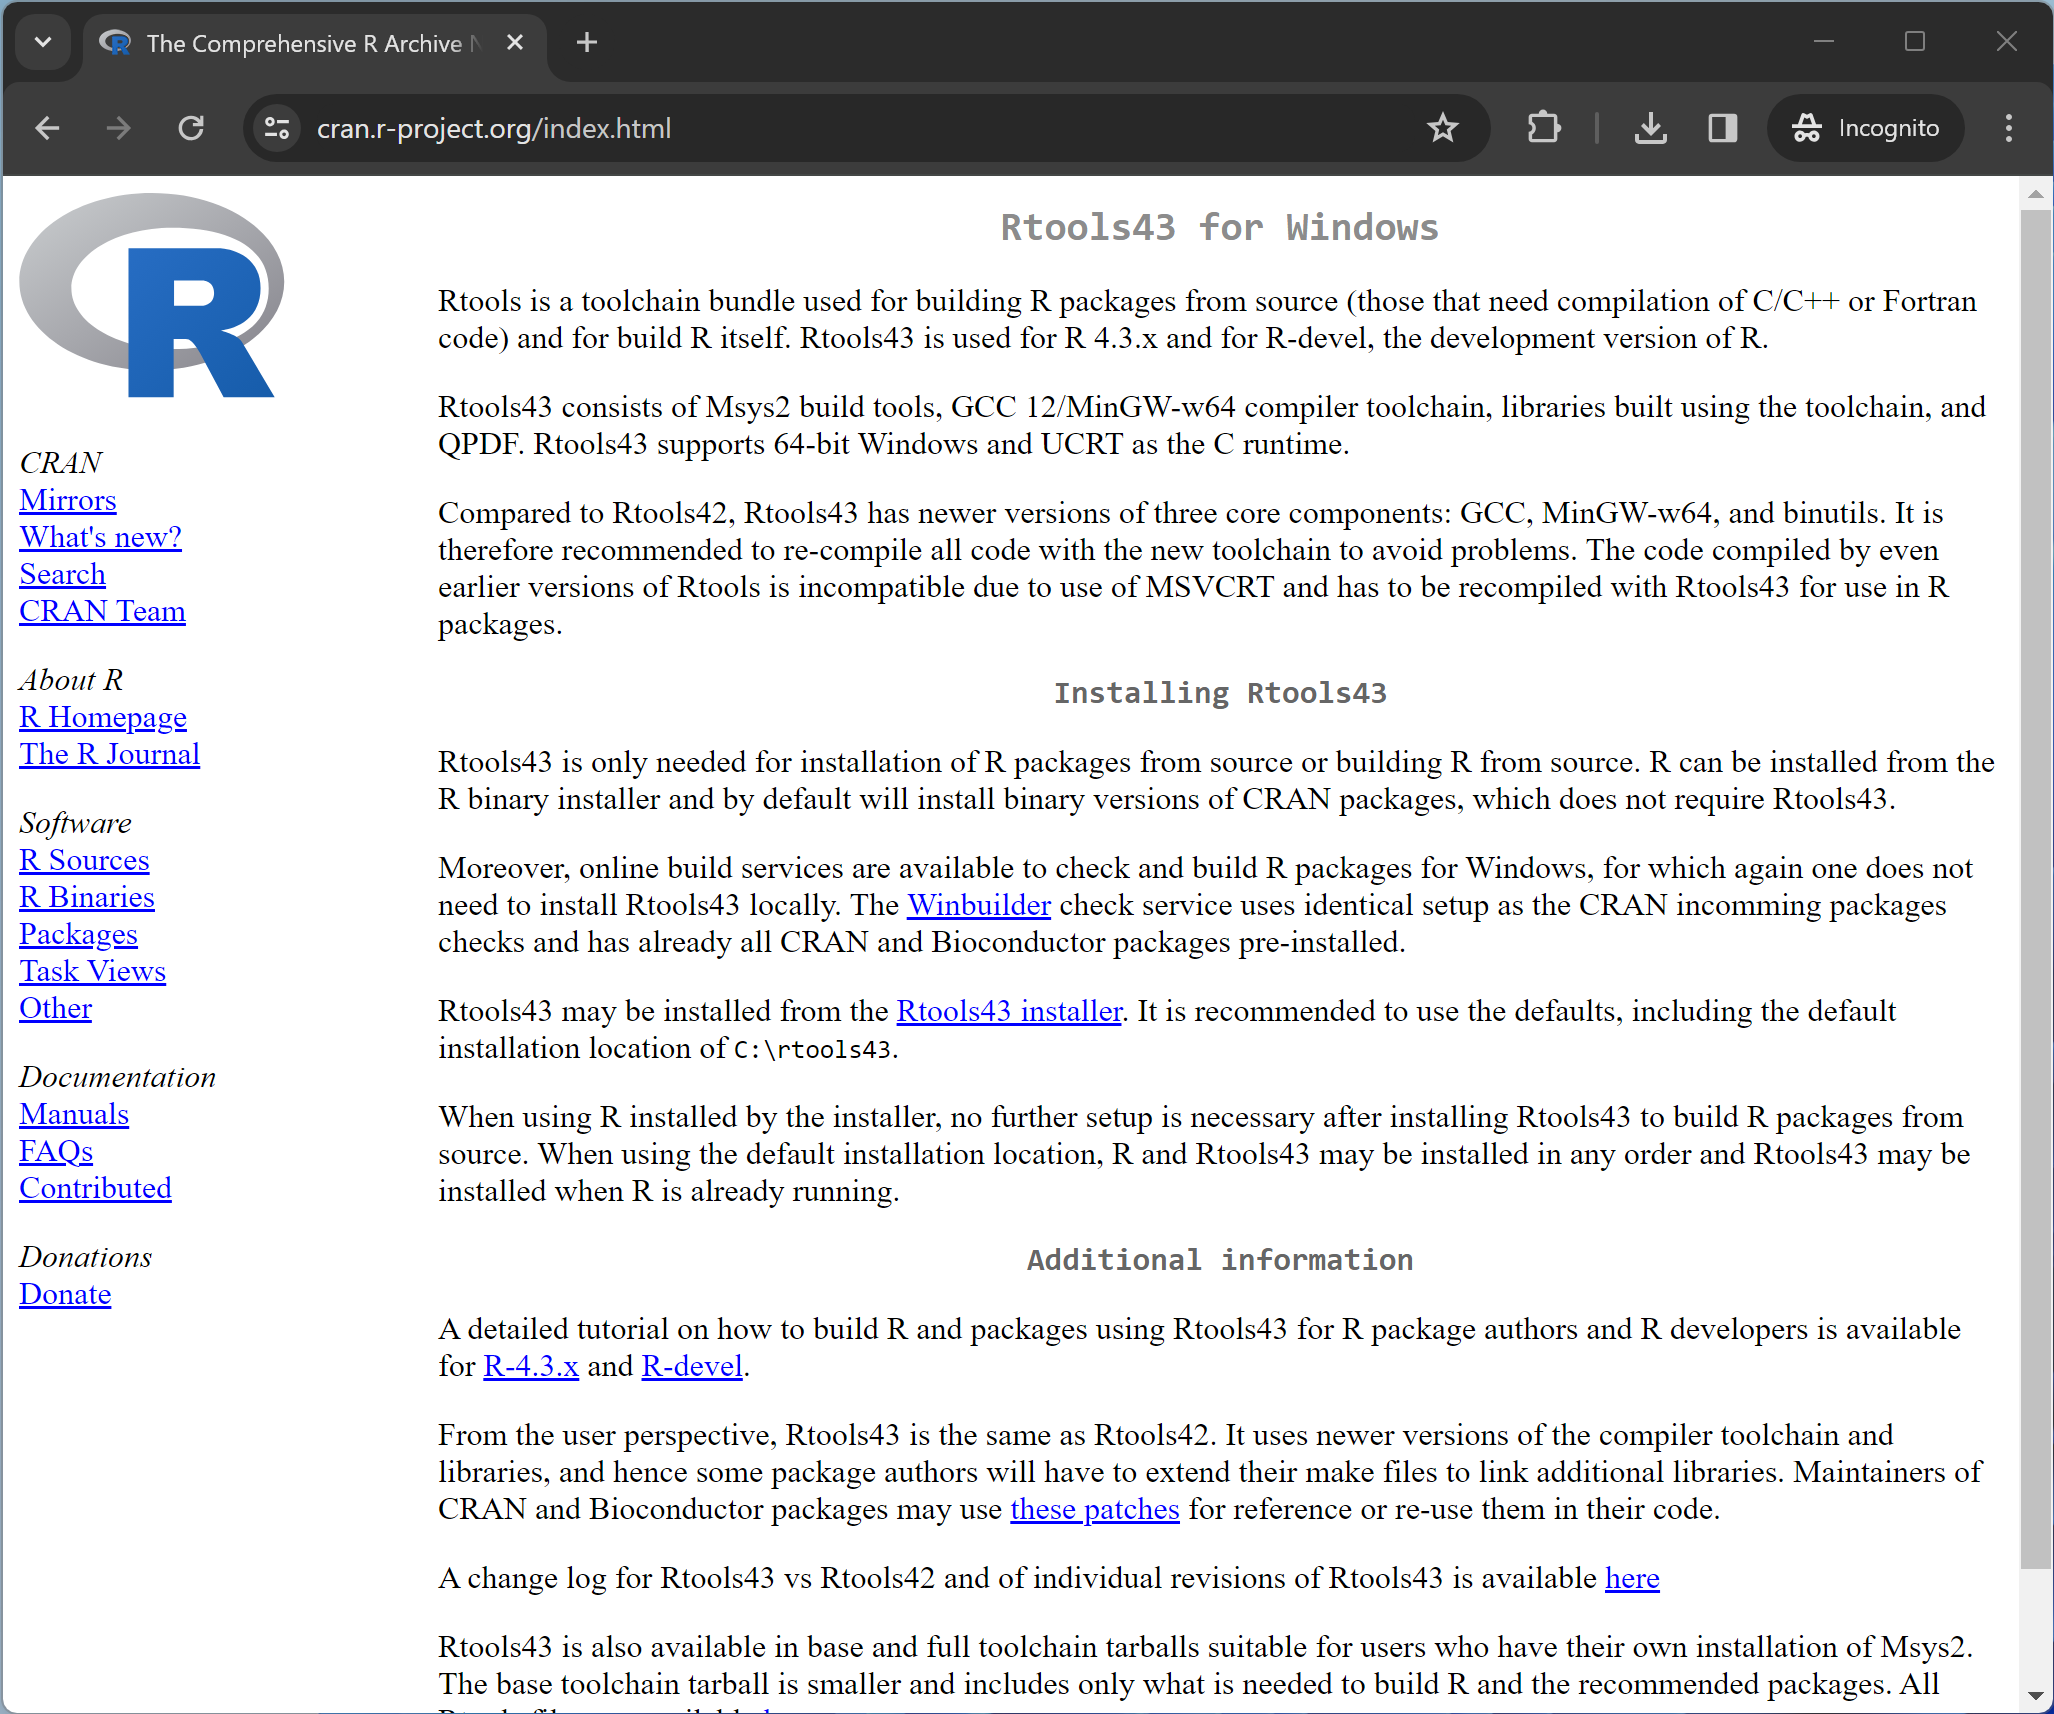 The Comprehensive R Archive
cran.r-project.org/index.html
Incognito
R
CRAN
Mirrors
What's new?
Search
CRAN Team
About R
R Homepage
The R Journal
Software
R Sources
R Binaries
Packages
Task Views
Other
Documentation
Manuals
FAQs
Contributed
Donations
Donate
Rtools43 for Windows
Rtools is a toolchain bundle used for building R packages from source (those that need compilation of C/C++ or Fortran
code) and for build R itself. Rtools43 is used for R 4.3.x and for R-devel, the development version of R.
Rtools43 consists of Msys2 build tools, GCC 12/MinGW-w64 compiler toolchain, libraries built using the toolchain, and
QPDF. Rtools43 supports 64-bit Windows and UCRT as the C runtime.
Compared to Rtools42, Rtools43 has newer versions of three core components: GCC, MinGW-w64, and binutils. It is
therefore recommended to re-compile all code with the new toolchain to avoid problems. The code compiled by even
earlier versions of Rtools is incompatible due to use of MSVCRT and has to be recompiled with Rtools43 for use in R
packages.
Installing Rtools43
Rtools43 is only needed for installation of R packages from source or building R from source. R can be installed from the
R binary installer and by default will install binary versions of CRAN packages, which does not require Rtools43.
Moreover, online build services are available to check and build R packages for Windows, for which again one does not
need to install Rtools43 locally. The Winbuilder check service uses identical setup as the CRAN incomming packages
checks and has already all CRAN and Bioconductor packages pre-installed.
Rtools43 may be installed from the Rtools43 installer. It is recommended to use the defaults, including the default
installation location of C:\rtools43.
When using R installed by the installer, no further setup is necessary after installing Rtools43 to build R packages from
source. When using the default installation location, R and Rtools43 may be installed in any order and Rtools43 may be
installed when R is already running.
Additional information
A detailed tutorial on how to build R and packages using Rtools43 for R package authors and R developers is available
for R-4.3.x and R-devel.
From the user perspective, Rtools43 is the same as Rtools42. It uses newer versions of the compiler toolchain and
libraries, and hence some package authors will have to extend their make files to link additional libraries. Maintainers of
CRAN and Bioconductor packages may use these patches for reference or re-use them in their code.
A change log for Rtools43 vs Rtools42 and of individual revisions of Rtools43 is available here
Rtools43 is also available in base and full toolchain tarballs suitable for users who have their own installation of Msys2.
The base toolchain tarball is smaller and includes only what is needed to build R and the recommended packages. All